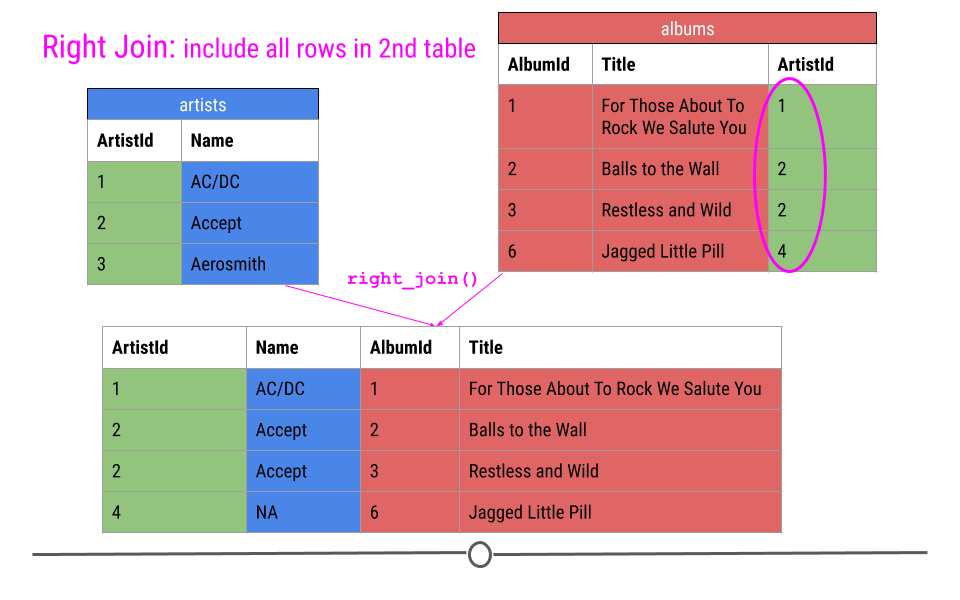 Right Join: include all rows in 2nd table
albums
AlbumId Title ArtistId
1 For Those About To 1
Rock We Salute You
2 Balls to the Wall 2
3 Restless and Wild 2
6 Jagged Little Pill 4
artists
ArtistId Name
1 AC/DC
2 Accept
3 Aerosmith
right_join()
ArtistId Name AlbumId Title
1 AC/DC 1 For Those About To Rock We Salute You
2 Accept 2 Balls to the Wall
2 Accept 3 Restless and Wild
4 NA 6 Jagged Little Pill